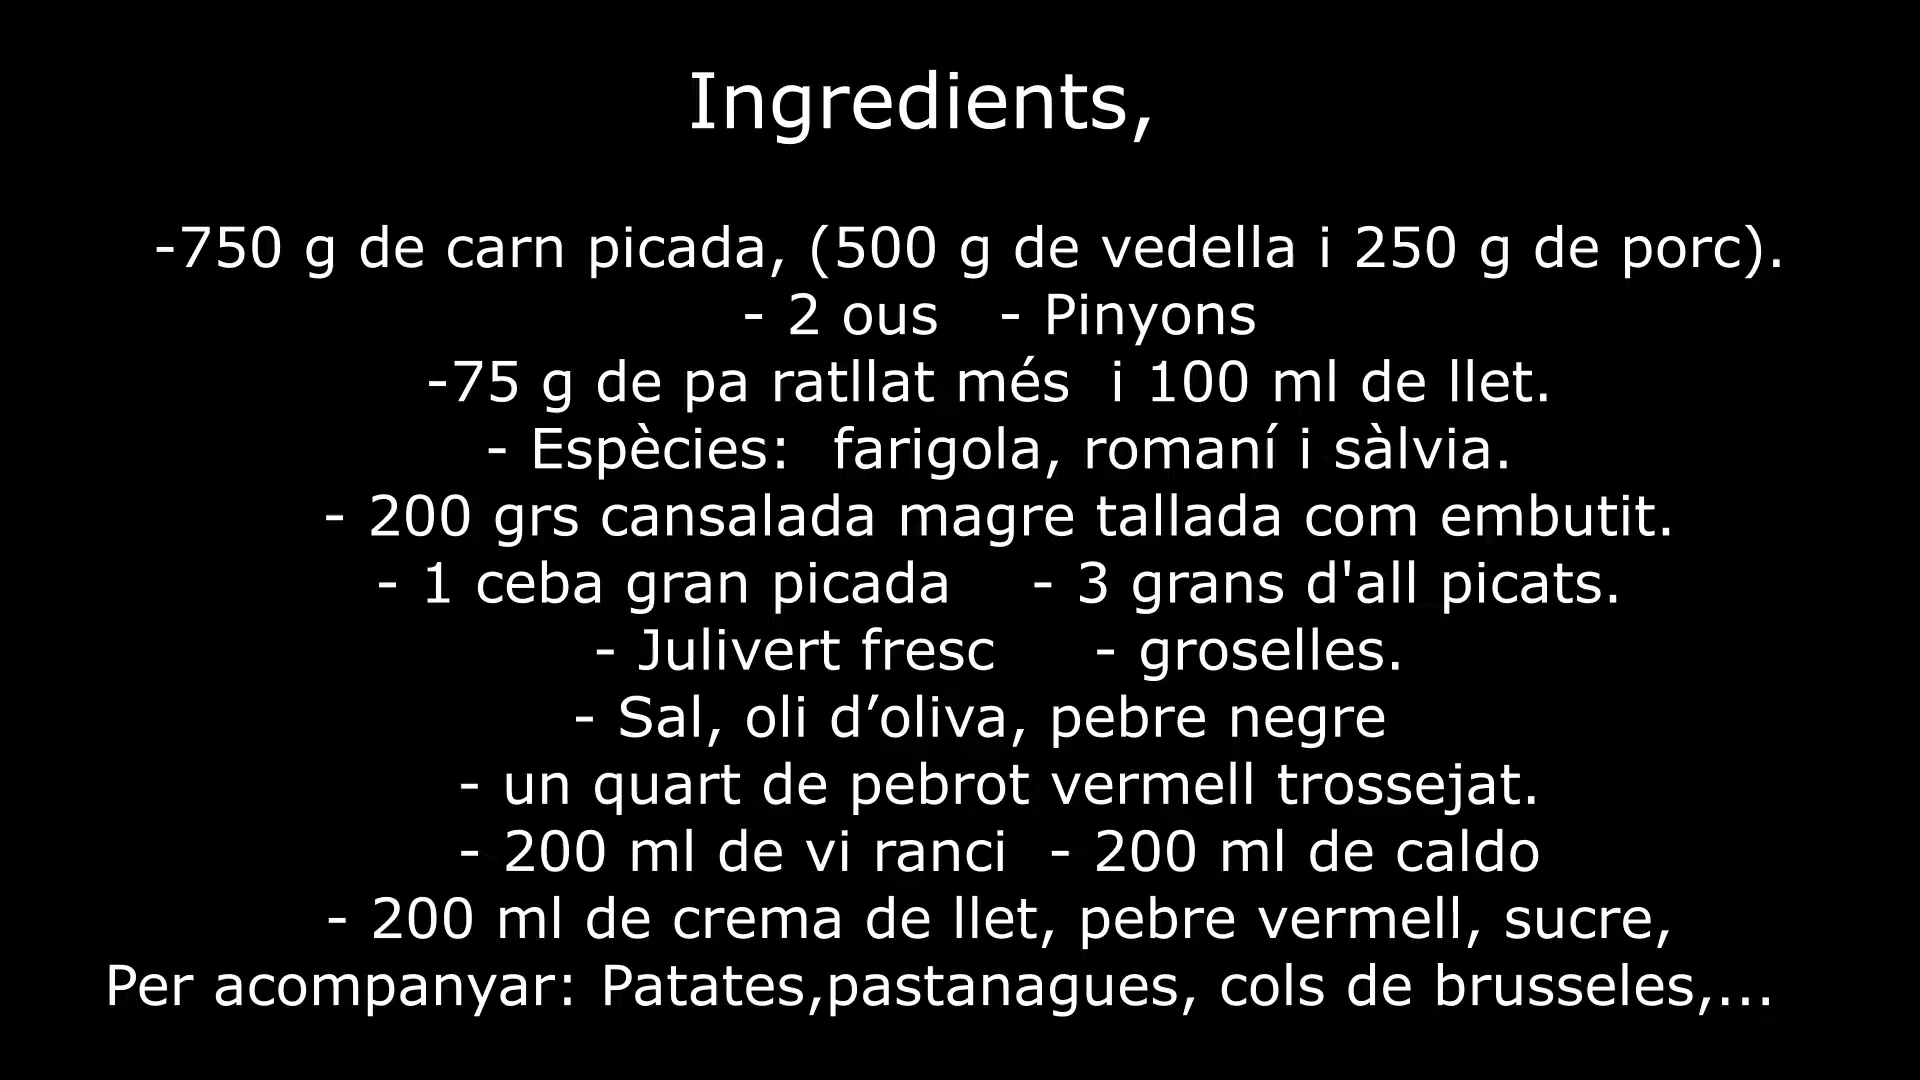 Ingredients,
-750 g de carn picada, (500 g de vedella i 250 g de porc).
- 2 ous - Pinyons
-75 g de pa ratllat més i 100 ml de llet.
- Espècies: farigola, romaní i sàlvia.
- 200 grs cansalada magre tallada com embutit.
- 1 ceba gran picada - 3 grans d'all picats.
- Julivert fresc - groselles.
- Sal, oli d’oliva, pebre negre
- un quart de pebrot vermell trossejat.
- 200 ml de vi ranci - 200 ml de caldo
- 200 ml de crema de llet, pebre vermell, sucre,
Per acompanyar: Patates,pastanagues, cols de brusseles,...